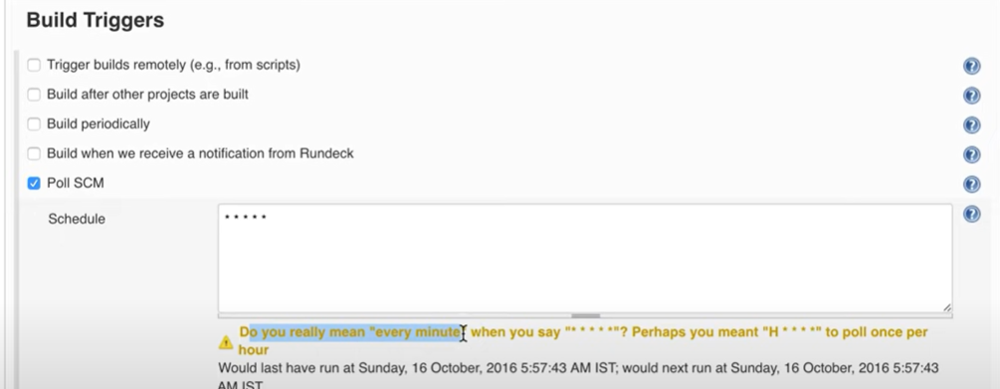 Build Triggers
Trigger builds remotely (e.g., from scripts)
Build after other projects are built
Build periodically
Build when we receive a notification from Rundeck
Poll SCM
Schedule
* * * * *
Do you really mean "every minute" when you say "* * * * *"? Perhaps you meant "H * * * *" to poll once per
hour
Would last have run at Sunday, 16 October, 2016 5:57:43 AM IST; would next run at Sunday, 16 October, 2016 5:57:43
AM IST